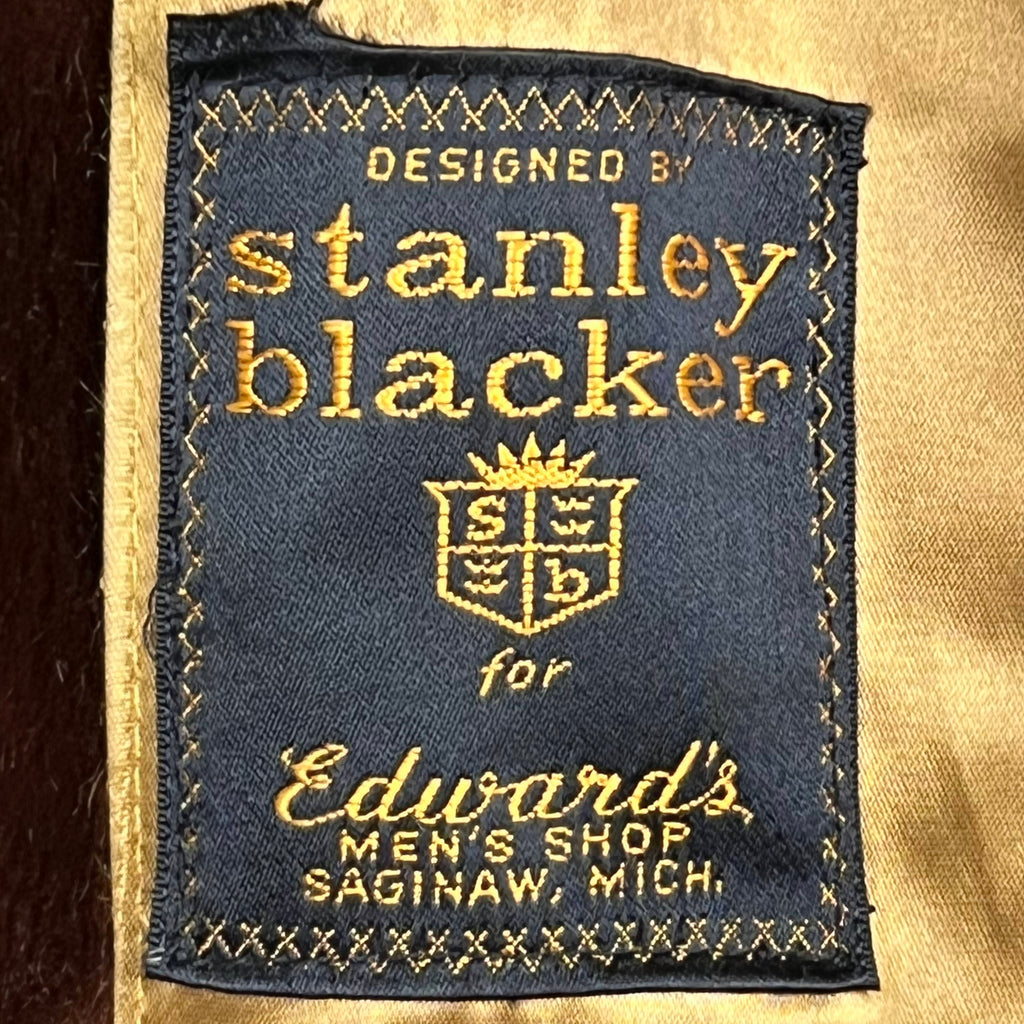 DESIGNED BY
stanley
blacker
S
b
for
Edward's
MEN'S SHOP
SAGINAW, MICH.